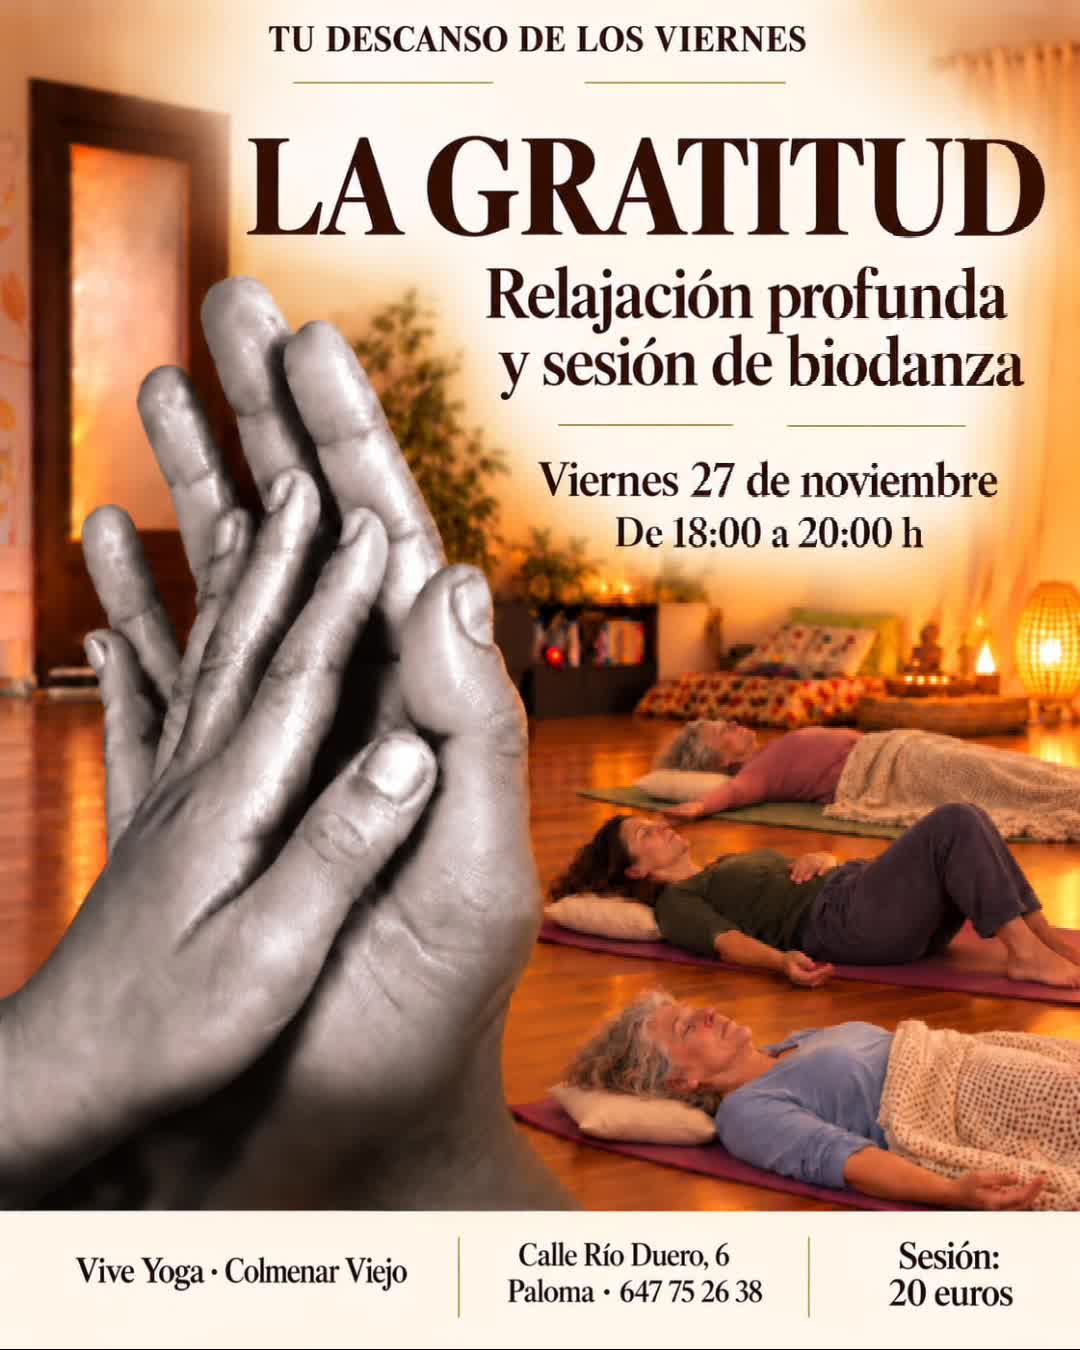 TU DESCANSO DE LOS VIERNES
LA GRATITUD
Relajación profunda
y sesión de biodanza
Viernes 27 de noviembre
De 18:00 a 20:00 h
Vive Yoga · Colmenar Viejo
Calle Río Duero, 6
Paloma · 647 75 26 38
Sesión:
20 euros